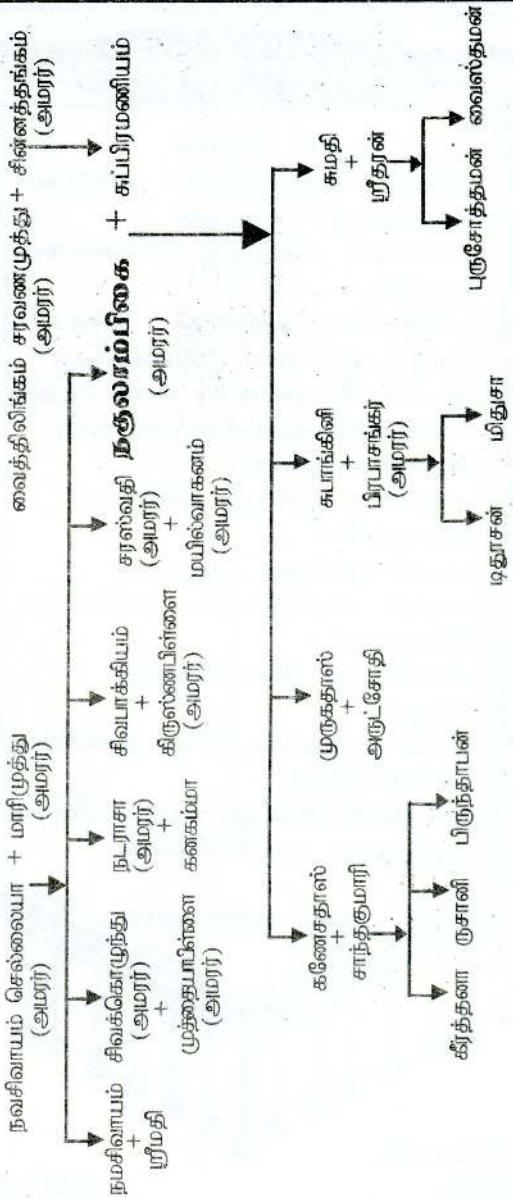 நவசிவாயம் செல்லையா + மாரிமுத்து வைத்திலிங்கம் சரவணமுத்து + சின்னத்தங்கம்
(அமரர்) (அமரர்) (அமரர்) (அமரர்)
நமசிவாயம் சிவக்கொழுந்து நடராசா சிவபாக்கியம் சரஸ்வதி நகுலாம்பிகை + சுப்பிரமணியம்
+ (அமரர்) (அமரர்) + (அமரர்) (அமரர்)
ஸ்ரீமதி + + கிருஸ்ணபிள்ளை +
முத்தையாபிள்ளை கனகம்மா (அமரர்) மயில்வாகனம்
(அமரர்) (அமரர்)
கணேசதாஸ் முருகதாஸ் சுபாங்கினி சுமதி
+ + + +
சாந்தகுமாரி அருட்சோதி பிரபாசங்கர் ஸ்ரீதரன்
(அமரர்)
கீர்த்தனா ருசானி பிருந்தாபன் டிதூசன் மிதுசா புருசோத்தமன் வைஸ்தமன்